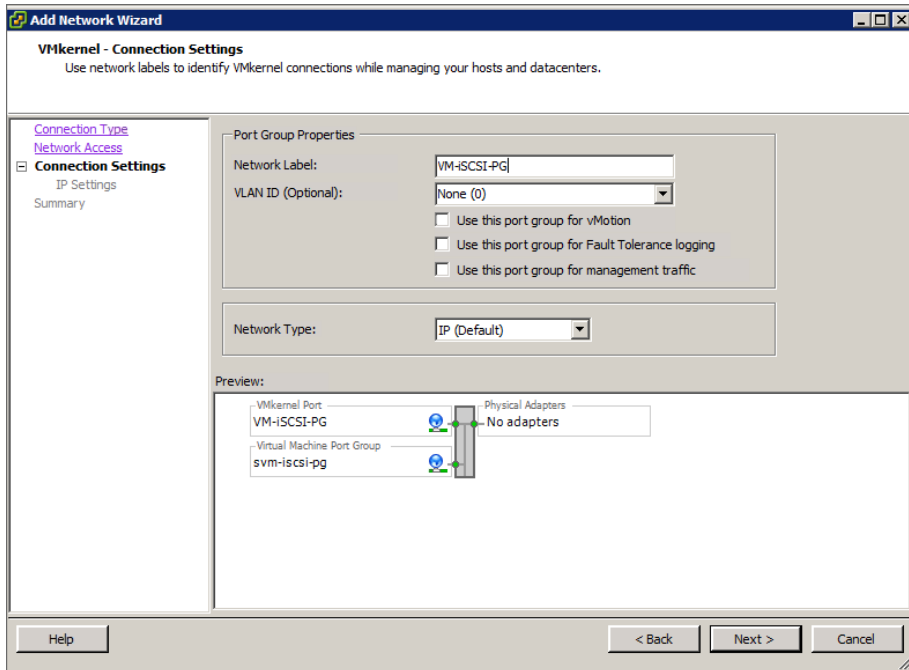 Add Network Wizard
VMkernel - Connection Settings
Use network labels to identify VMkernel connections while managing your hosts and datacenters.
Connection Type
Network Access
Connection Settings
IP Settings
Summary
Port Group Properties
Network Label: VM-iSCSI-PG
VLAN ID (Optional): None (0)
Use this port group for vMotion
Use this port group for Fault Tolerance logging
Use this port group for management traffic
Network Type: IP (Default)
Preview:
VMkernel Port
VM-iSCSI-PG
Virtual Machine Port Group
svm-iscsi-pg
Physical Adapters
No adapters
Help
< Back
Next >
Cancel